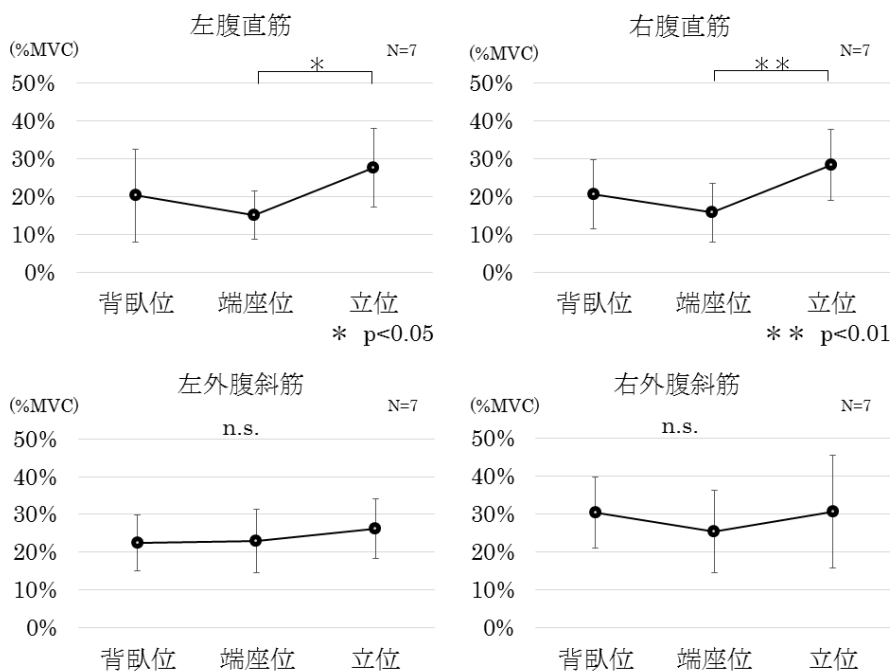 左腹直筋
(%MVC)
N=7
50%
＊
40%
30%
20%
10%
0%
背臥位 端座位 立位
＊ p<0.05
右腹直筋
(%MVC)
N=7
50%
＊＊
40%
30%
20%
10%
0%
背臥位 端座位 立位
＊＊ p<0.01
左外腹斜筋
(%MVC)
N=7
n.s.
50%
40%
30%
20%
10%
0%
背臥位 端座位 立位
右外腹斜筋
(%MVC)
N=7
n.s.
50%
40%
30%
20%
10%
0%
背臥位 端座位 立位